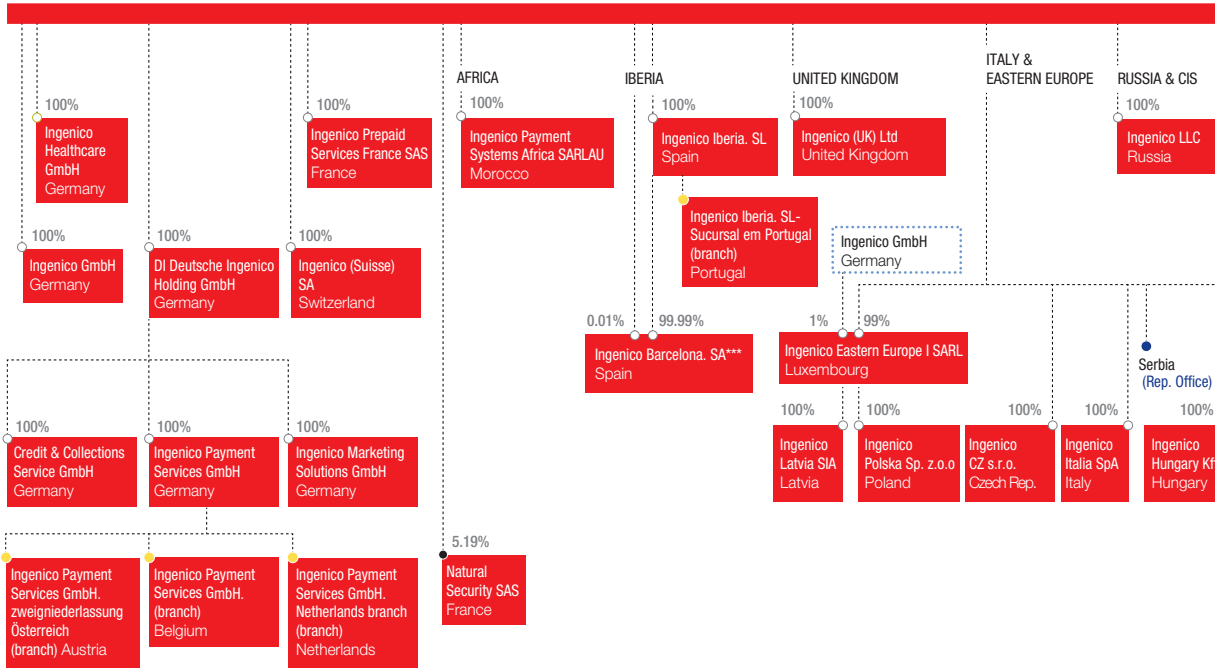 AFRICA
IBERIA
UNITED KINGDOM
ITALY &
EASTERN EUROPE
RUSSIA & CIS
100%
Ingenico
Healthcare
GmbH
Germany
100%
Ingenico Prepaid
Services France SAS
France
100%
Ingenico Payment
Systems Africa SARLAU
Morocco
100%
Ingenico Iberia. SL
Spain
100%
Ingenico (UK) Ltd
United Kingdom
100%
Ingenico LLC
Russia
Ingenico Iberia. SL-
Sucursal em Portugal
(branch)
Portugal
100%
Ingenico GmbH
Germany
100%
DI Deutsche Ingenico
Holding GmbH
Germany
100%
Ingenico (Suisse)
SA
Switzerland
Ingenico GmbH
Germany
0.01%
99.99%
Ingenico Barcelona. SA***
Spain
1%
99%
Ingenico Eastern Europe I SARL
Luxembourg
Serbia
(Rep. Office)
100%
Credit & Collections
Service GmbH
Germany
100%
Ingenico Payment
Services GmbH
Germany
100%
Ingenico Marketing
Solutions GmbH
Germany
100%
Ingenico
Latvia SIA
Latvia
100%
Ingenico
Polska Sp. z.o.o
Poland
100%
Ingenico
CZ s.r.o.
Czech Rep.
100%
Ingenico
Italia SpA
Italy
100%
Ingenico
Hungary Kf
Hungary
Ingenico Payment
Services GmbH.
zweigniederlassung
Österreich
(branch) Austria
Ingenico Payment
Services GmbH.
(branch)
Belgium
Ingenico Payment
Services GmbH.
Netherlands branch
(branch)
Netherlands
5.19%
Natural
Security SAS
France